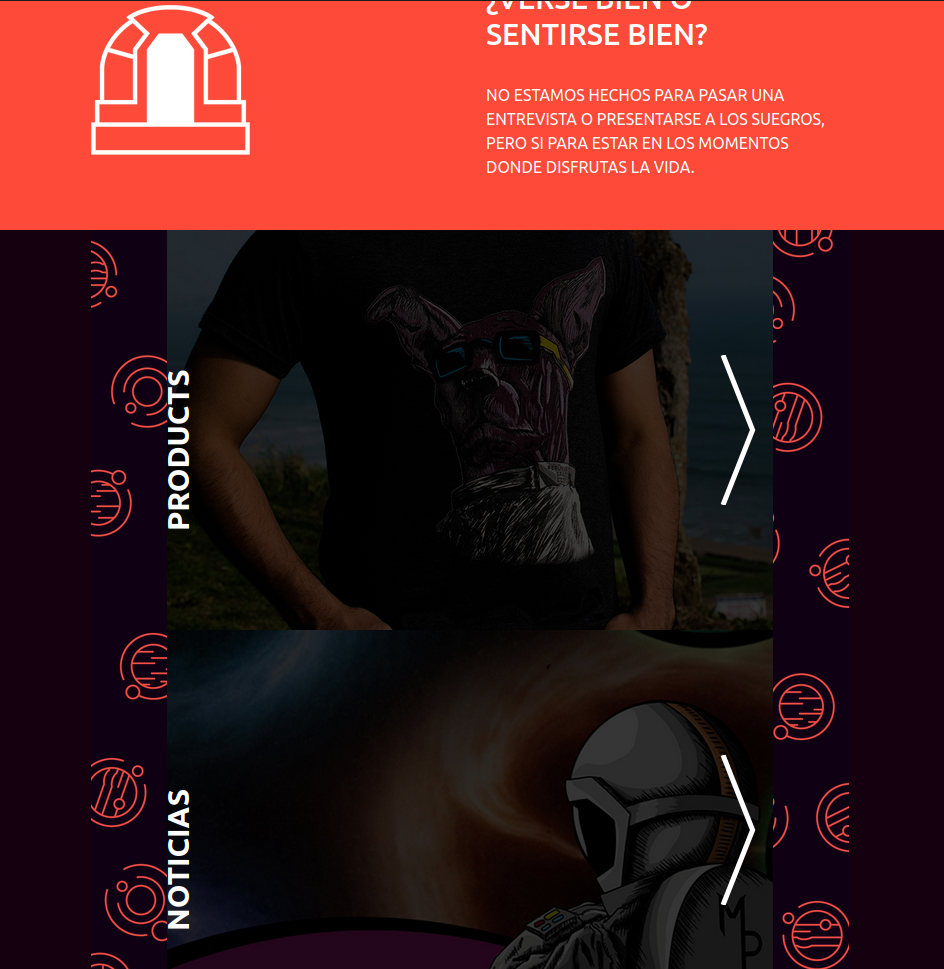 ¿VERSE BIEN O
SENTIRSE BIEN?
NO ESTAMOS HECHOS PARA PASAR UNA
ENTREVISTA O PRESENTARSE A LOS SUEGROS,
PERO SI PARA ESTAR EN LOS MOMENTOS
DONDE DISFRUTAS LA VIDA.
PRODUCTS
NOTICIAS
MP